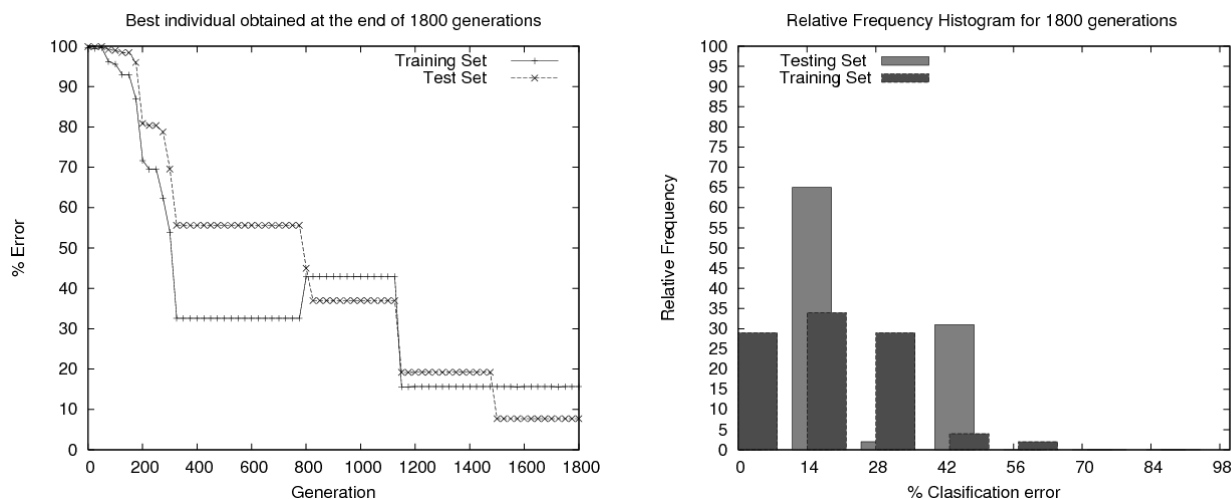 Best individual obtained at the end of 1800 generations
100
90
80
70
60
50
40
30
20
10
0
% Error
Training Set
Test Set
0 200 400 600 800 1000 1200 1400 1600 1800
Generation
Relative Frequency Histogram for 1800 generations
100
95
90
85
80
75
70
65
60
55
50
45
40
35
30
25
20
15
10
5
0
Relative Frequency
Testing Set
Training Set
0 14 28 42 56 70 84 98
% Clasification error